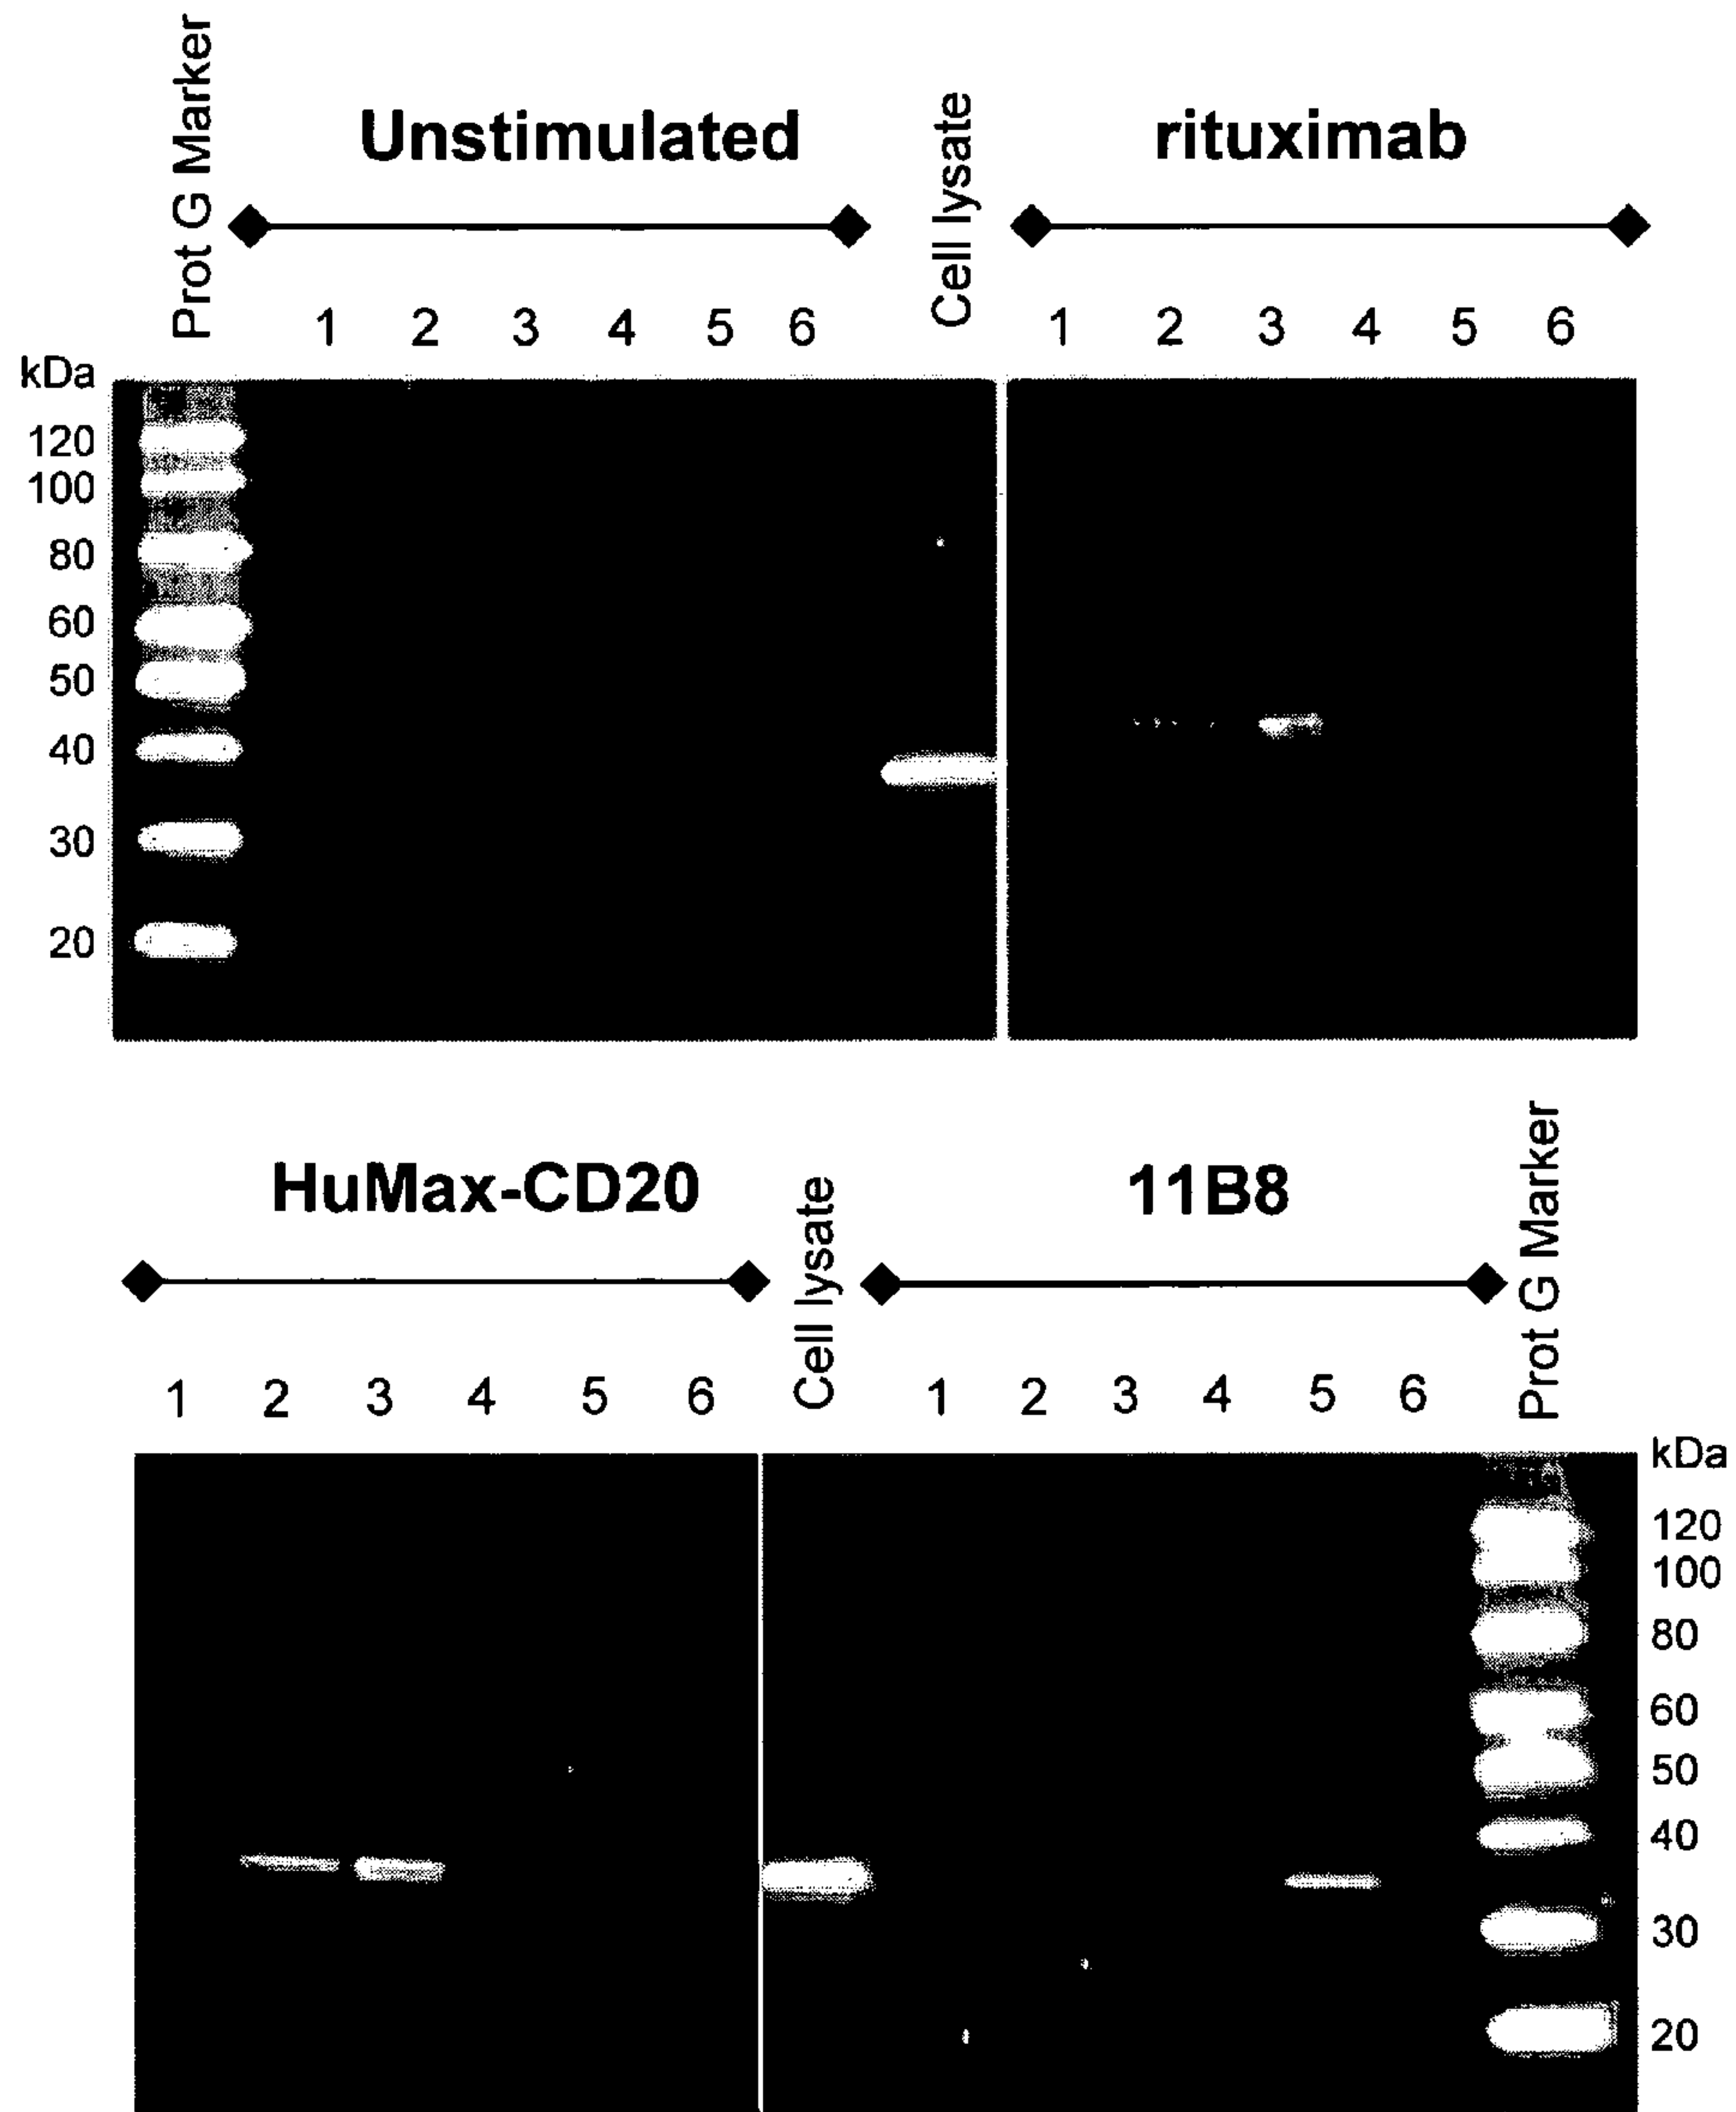 Prot G Marker
Unstimulated
Cell lysate
rituximab
1 2 3 4 5 6
1 2 3 4 5 6
kDa
120
100
80
60
50
40
30
20
HuMax-CD20
Cell lysate
11B8
Prot G Marker
1 2 3 4 5 6
1 2 3 4 5 6
kDa
120
100
80
60
50
40
30
20